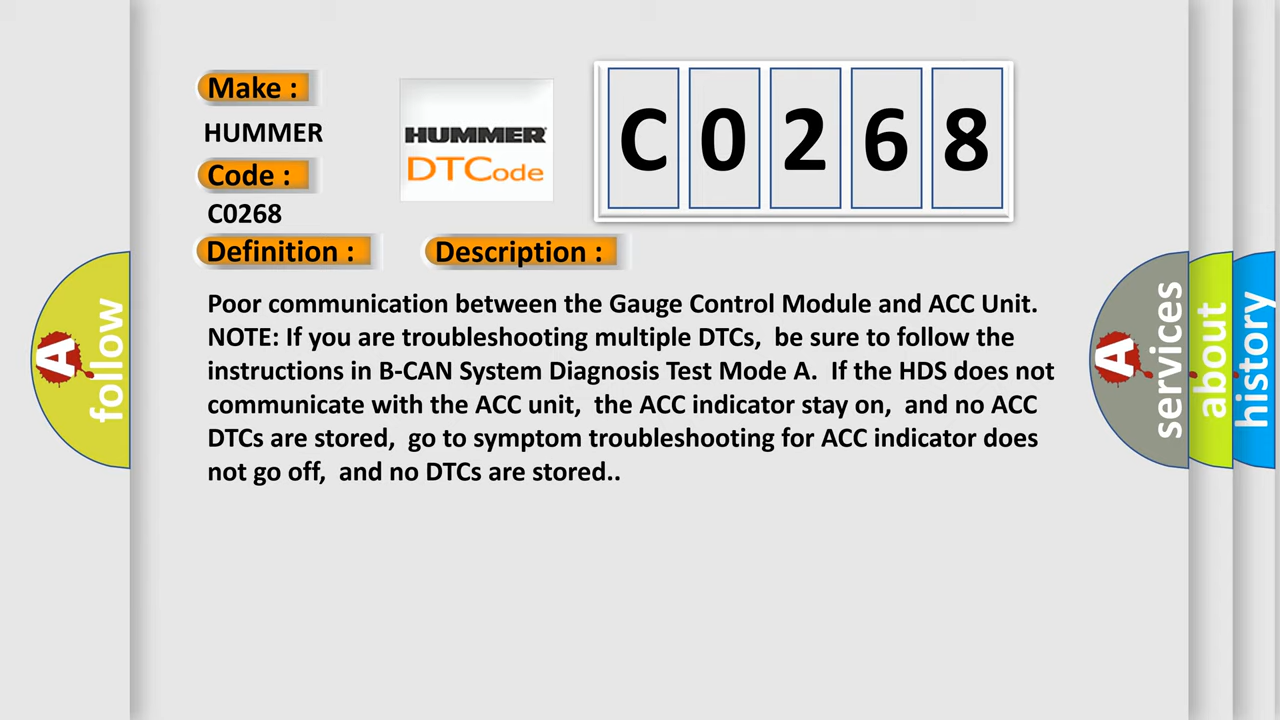 Make :
HUMMER
Code :
C0268
HUMMER
DTCode
C0268
Definition :
Description :
Poor communication between the Gauge Control Module and ACC Unit.
NOTE: If you are troubleshooting multiple DTCs,  be sure to follow the
instructions in B-CAN System Diagnosis Test Mode A.  If the HDS does not
communicate with the ACC unit,  the ACC indicator stay on,  and no ACC
DTCs are stored,  go to symptom troubleshooting for ACC indicator does
not go off,  and no DTCs are stored..
A follow
A services
about
history